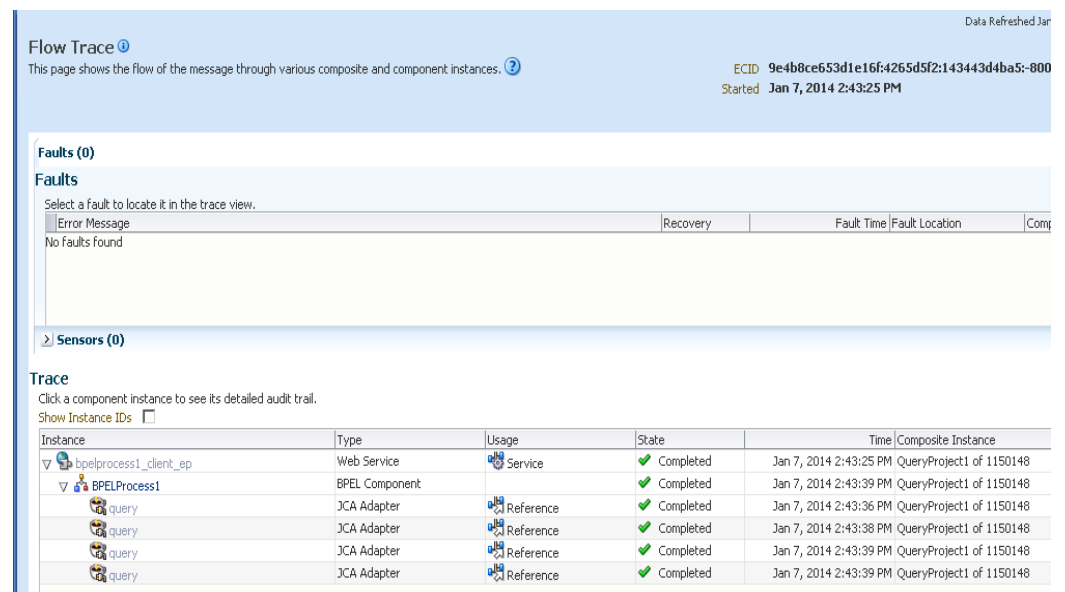 Data Refreshed Jan
Flow Trace
This page shows the flow of the message through various composite and component instances.
ECID 9e4b8ce653d1e16f:4265d5f2:143443d4ba5:-800
Started Jan 7, 2014 2:43:25 PM
Faults (0)
Faults
Select a fault to locate it in the trace view.
Error Message Recovery Fault Time Fault Location Comp
No faults found
Sensors (0)
Trace
Click a component instance to see its detailed audit trail.
Show Instance IDs
Instance Type Usage State Time Composite Instance
bpelprocess1_client_ep Web Service Service Completed Jan 7, 2014 2:43:25 PM QueryProject1 of 1150148
BPELProcess1 BPEL Component Completed Jan 7, 2014 2:43:39 PM QueryProject1 of 1150148
query JCA Adapter Reference Completed Jan 7, 2014 2:43:36 PM QueryProject1 of 1150148
query JCA Adapter Reference Completed Jan 7, 2014 2:43:38 PM QueryProject1 of 1150148
query JCA Adapter Reference Completed Jan 7, 2014 2:43:39 PM QueryProject1 of 1150148
query JCA Adapter Reference Completed Jan 7, 2014 2:43:39 PM QueryProject1 of 1150148